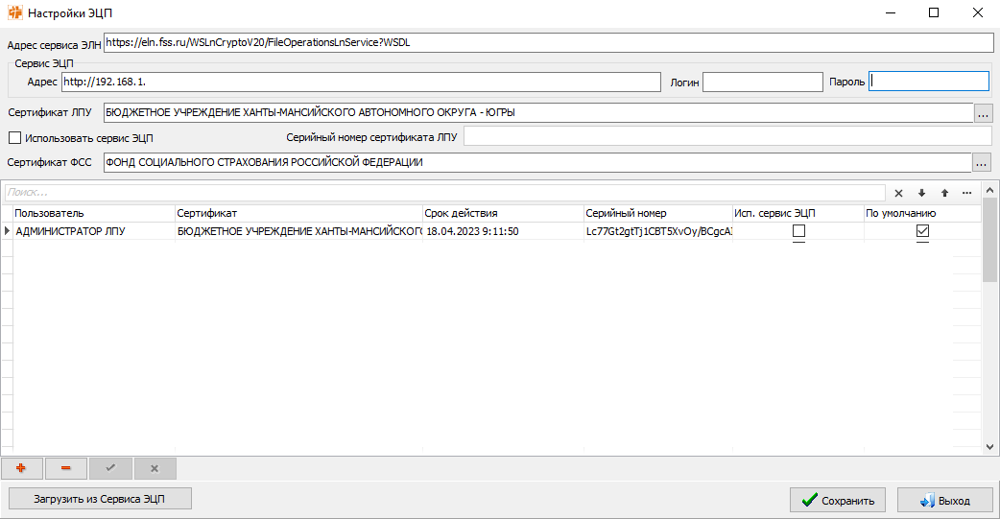 Настройки ЭЦП
Адрес сервиса ЭЛН https://eln.fss.ru/WSLnCryptoV20/FileOperationsLnService?WSDL
Сервис ЭЦП
Адрес http://192.168.1. Логин Пароль
Сертификат ЛПУ БЮДЖЕТНОЕ УЧРЕЖДЕНИЕ ХАНТЫ-МАНСИЙСКОГО АВТОНОМНОГО ОКРУГА - ЮГРЫ ...
Использовать сервис ЭЦП Серийный номер сертификата ЛПУ
Сертификат ФСС ФОНД СОЦИАЛЬНОГО СТРАХОВАНИЯ РОССИЙСКОЙ ФЕДЕРАЦИИ ...
Поиск...
Пользователь Сертификат Срок действия Серийный номер Исп. сервис ЭЦП По умолчанию
АДМИНИСТРАТОР ЛПУ БЮДЖЕТНОЕ УЧРЕЖДЕНИЕ ХАНТЫ-МАНСИЙСКОГО 18.04.2023 9:11:50
Загрузить из Сервиса ЭЦП Сохранить Выход